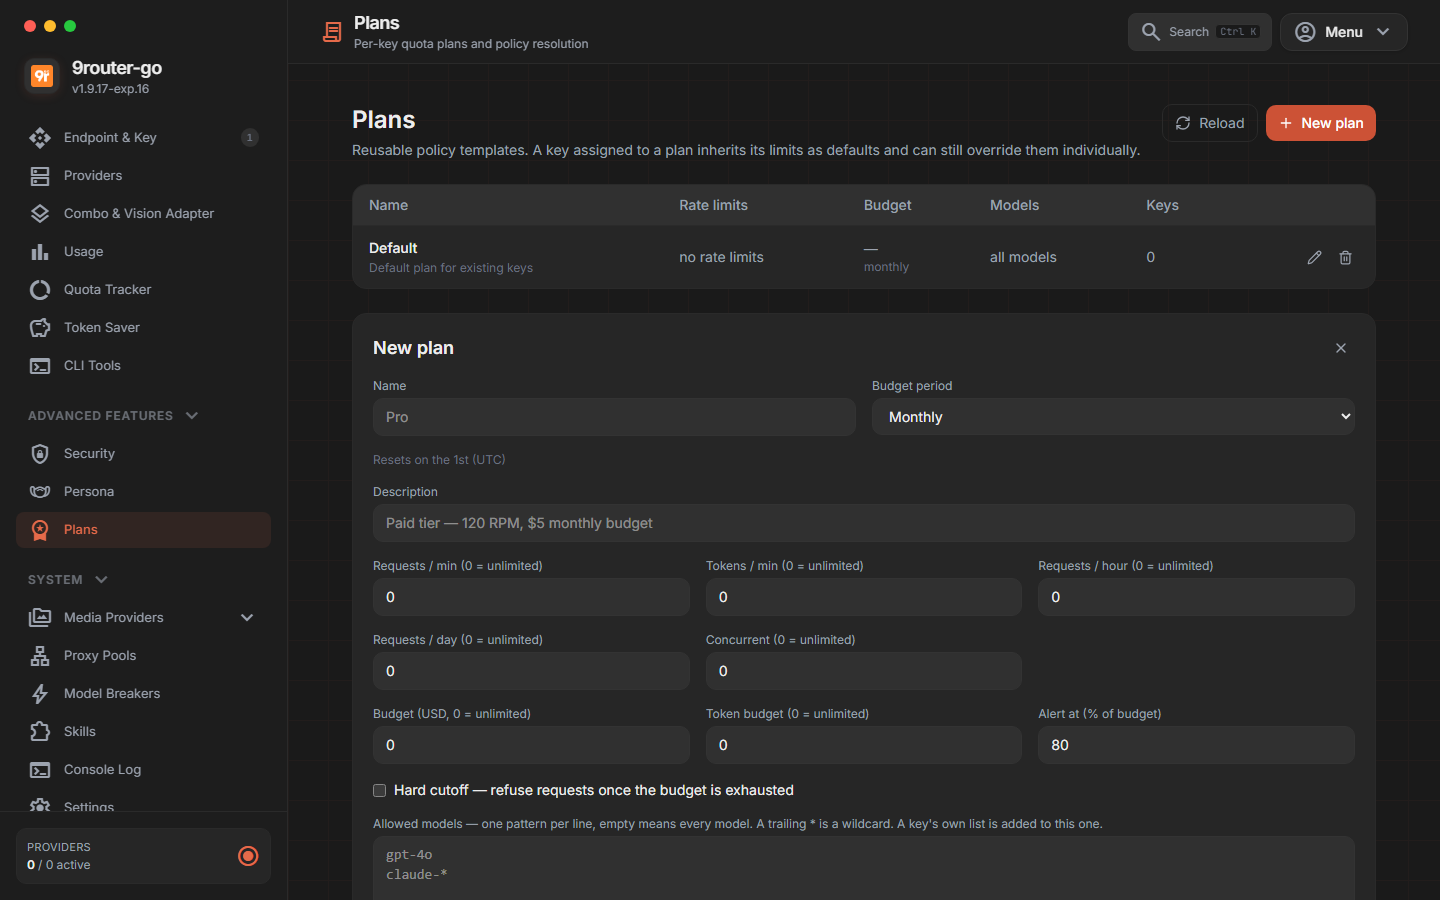 9router-go
v1.9.17-exp.16
Endpoint & Key
1
Providers
Combo & Vision Adapter
Usage
Quota Tracker
Token Saver
CLI Tools
ADVANCED FEATURES
Security
Persona
Plans
SYSTEM
Media Providers
Proxy Pools
Model Breakers
Skills
Console Log
Settings
PROVIDERS
0 / 0 active
Plans
Per-key quota plans and policy resolution
Search Ctrl K
Menu
Plans
Reusable policy templates. A key assigned to a plan inherits its limits as defaults and can still override them individually.
Reload
New plan
Name Rate limits Budget Models Keys
Default
Default plan for existing keys
no rate limits
—
monthly
all models
0
New plan
Name
Pro
Budget period
Monthly
Resets on the 1st (UTC)
Description
Paid tier — 120 RPM, $5 monthly budget
Requests / min (0 = unlimited)
0
Tokens / min (0 = unlimited)
0
Requests / hour (0 = unlimited)
0
Requests / day (0 = unlimited)
0
Concurrent (0 = unlimited)
0
Budget (USD, 0 = unlimited)
0
Token budget (0 = unlimited)
0
Alert at (% of budget)
80
Hard cutoff — refuse requests once the budget is exhausted
Allowed models — one pattern per line, empty means every model. A trailing * is a wildcard. A key's own list is added to this one.
gpt-4o
claude-*